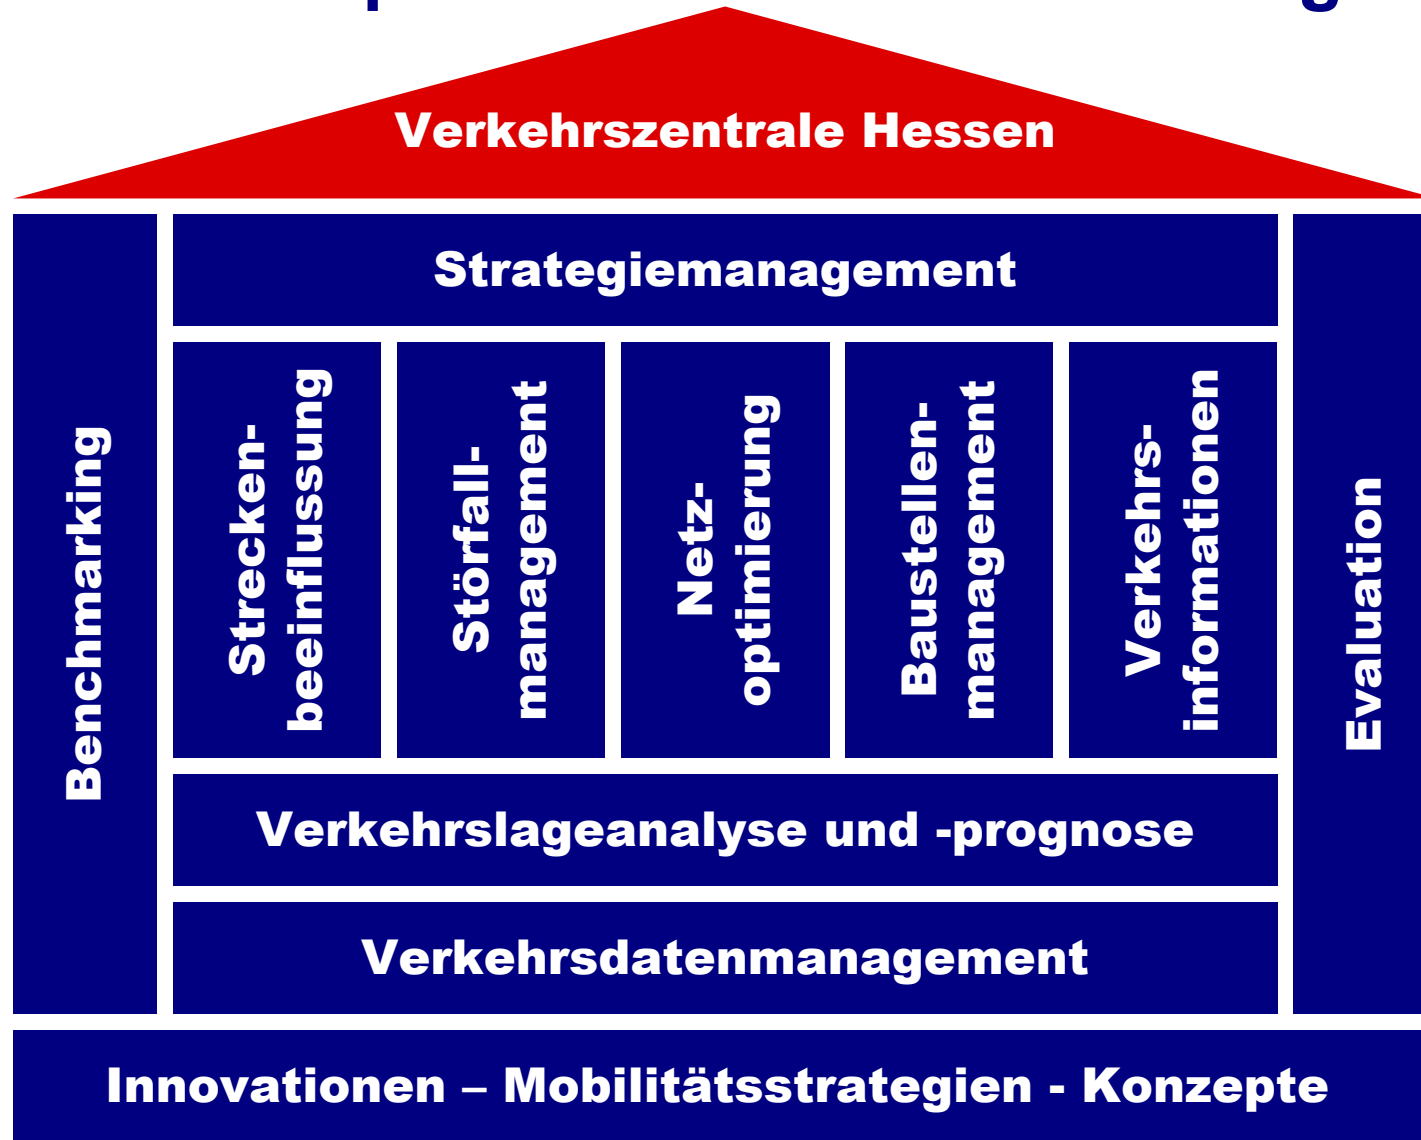 Verkehrszentrale Hessen
Strategiemanagement
Benchmarking
Strecken-
beeinflussung
Störfall-
management
Netz-
optimierung
Baustellen-
management
Verkehrs-
informationen
Evaluation
Verkehrslageanalyse und -prognose
Verkehrsdatenmanagement
Innovationen – Mobilitätsstrategien - Konzepte